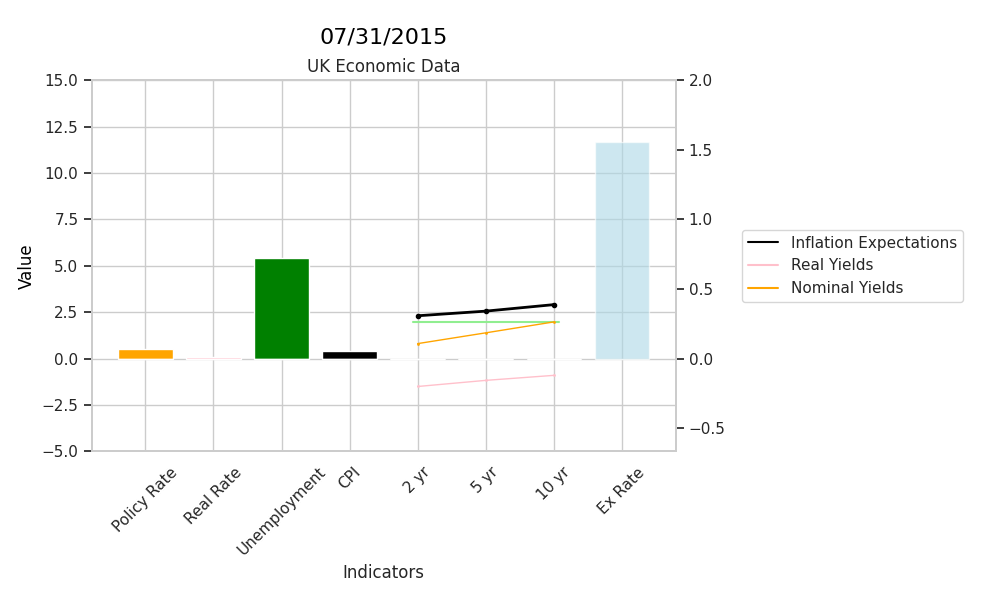 07/31/2015
UK Economic Data
15.0
12.5
10.0
7.5
5.0
2.5
0.0
−2.5
−5.0
Value
2.0
1.5
1.0
0.5
0.0
−0.5
Inflation Expectations
Real Yields
Nominal Yields
Policy Rate
Real Rate
Unemployment
CPI
2 yr
5 yr
10 yr
Ex Rate
Indicators